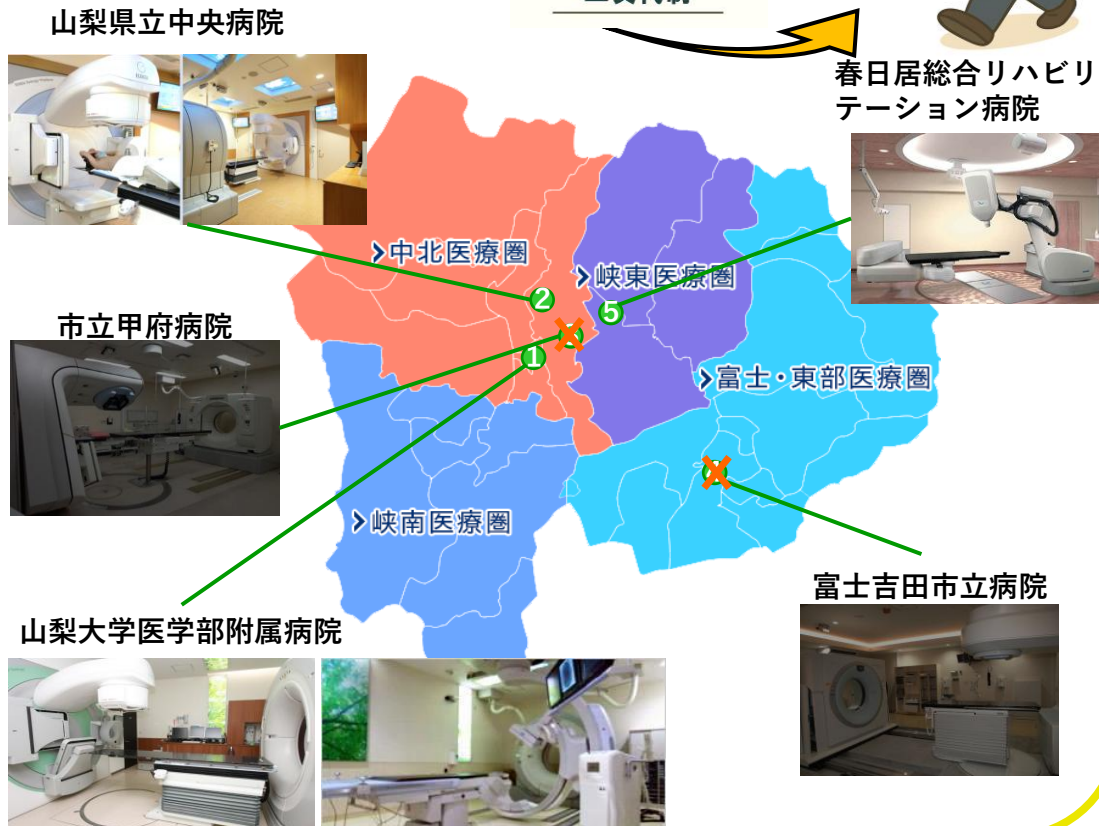 山梨県立中央病院
春日居総合リハビリ
テーション病院
中北医療圏
峡東医療圏
2
5
市立甲府病院
1
富士・東部医療圏
峡南医療圏
富士吉田市立病院
山梨大学医学部附属病院